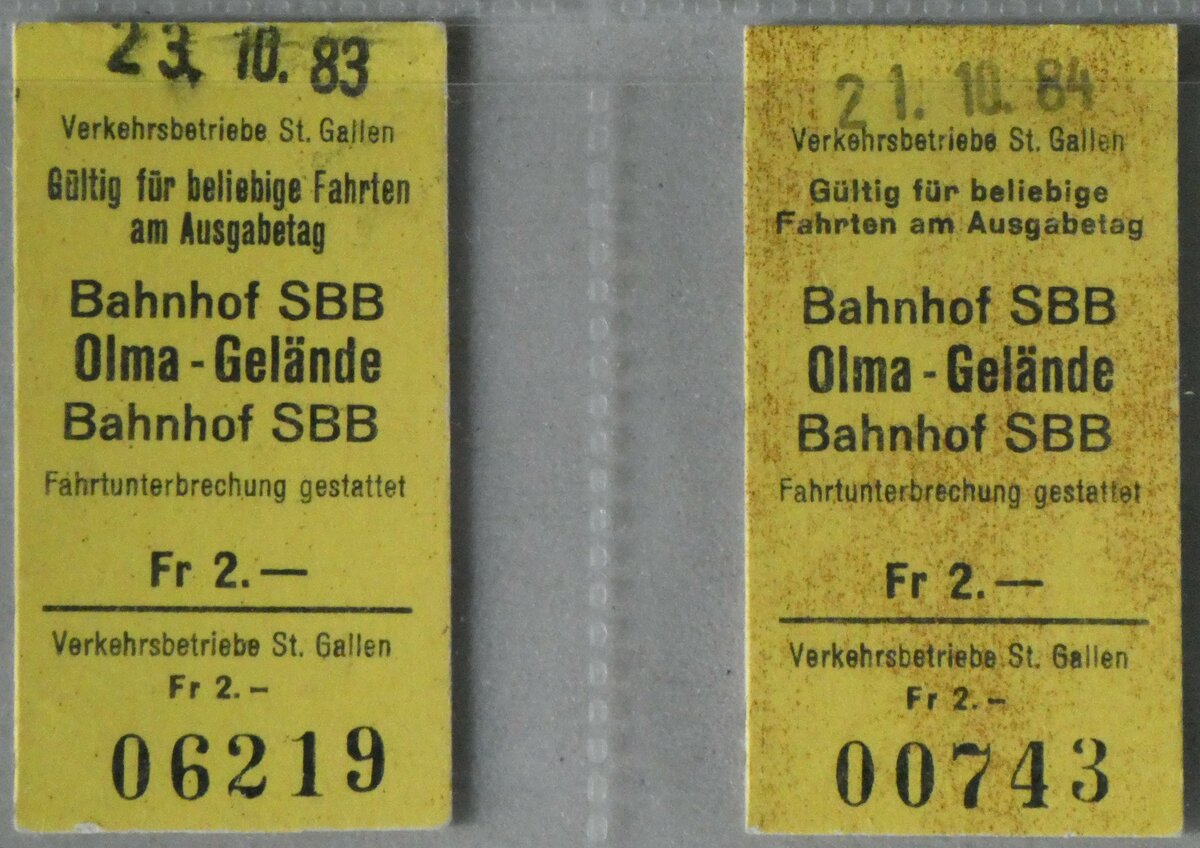 23. 10. 83
Verkehrsbetriebe St. Gallen
Gültig für beliebige Fahrten
am Ausgabetag
Bahnhof SBB
Olma - Gelände
Bahnhof SBB
Fahrtunterbrechung gestattet
Fr 2.—
Verkehrsbetriebe St. Gallen
Fr 2.-
06219
21. 10. 84
Verkehrsbetriebe St. Gallen
Gültig für beliebige
Fahrten am Ausgabetag
Bahnhof SBB
Olma - Gelände
Bahnhof SBB
Fahrtunterbrechung gestattet
Fr 2.—
Verkehrsbetriebe St. Gallen
Fr 2.-
00743